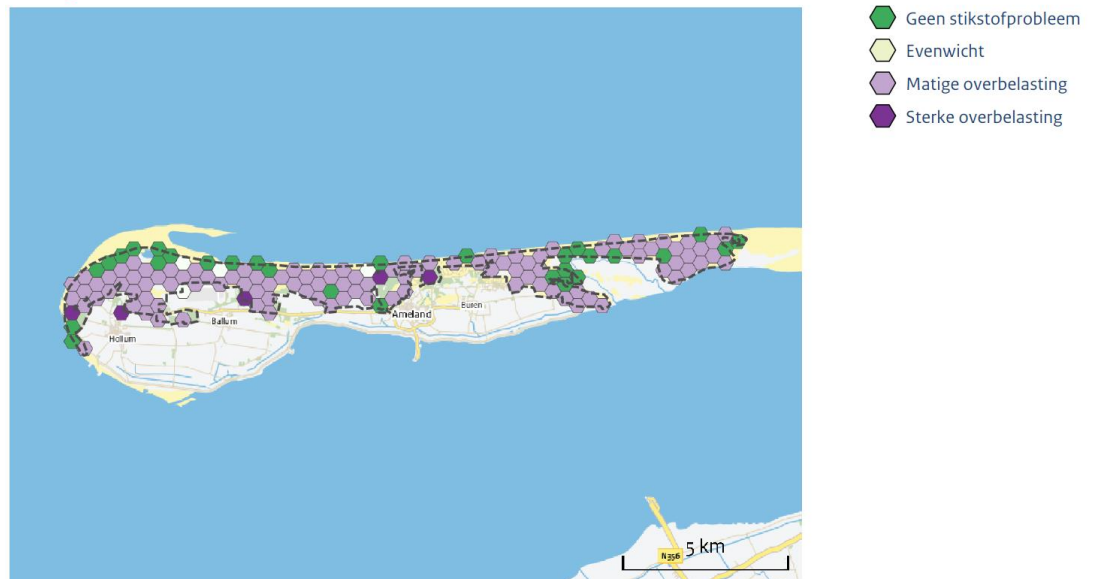 Geen stikstofprobleem
Evenwicht
Matige overbelasting
Sterke overbelasting
Hollum
Ballum
Ameland
Buren
N356
5 km